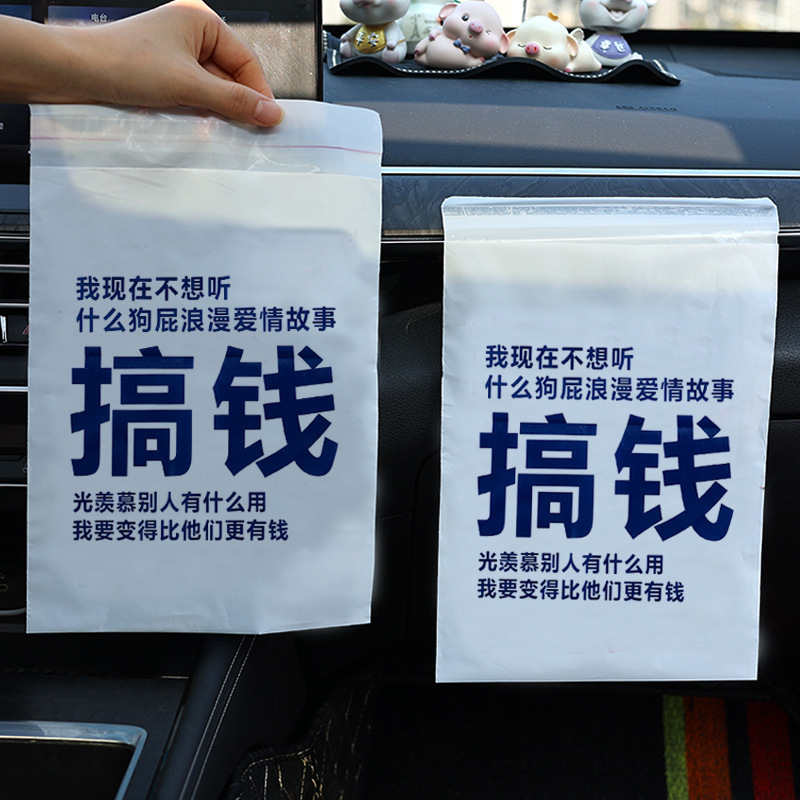 电台
我现在不想听
什么狗屁浪漫爱情故事
搞钱
光羡慕别人有什么用
我要变得比他们更有钱
我现在不想听
什么狗屁浪漫爱情故事
搞钱
光羡慕别人有什么用
我要变得比他们更有钱